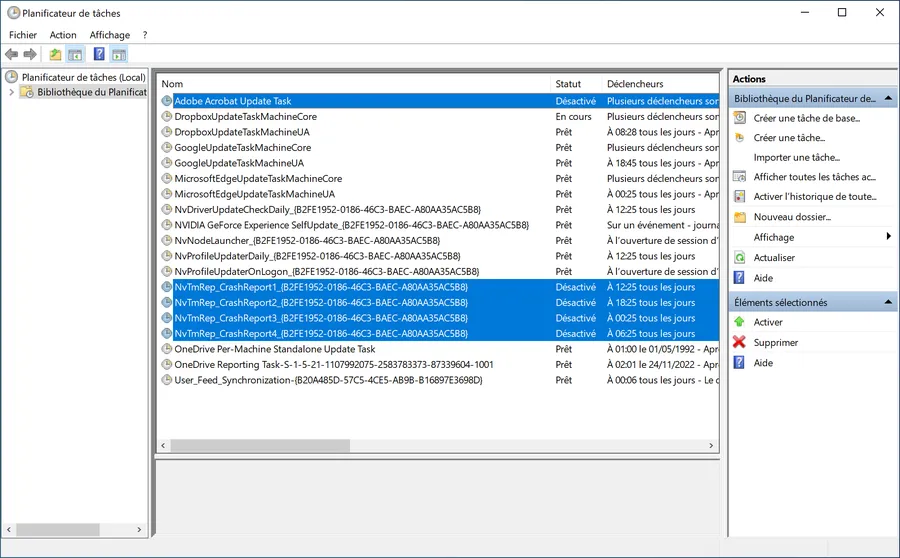 Planificateur de tâches
Fichier Action Affichage ?
Planificateur de tâches (Local)
Bibliothèque du Planificat
Nom Statut Déclencheurs
Adobe Acrobat Update Task Désactivé Plusieurs déclencheurs son
DropboxUpdateTaskMachineCore En cours Plusieurs déclencheurs son
DropboxUpdateTaskMachineUA Prêt À 08:28 tous les jours - Apr
GoogleUpdateTaskMachineCore Prêt Plusieurs déclencheurs son
GoogleUpdateTaskMachineUA Prêt À 18:45 tous les jours - Apr
MicrosoftEdgeUpdateTaskMachineCore Prêt Plusieurs déclencheurs son
MicrosoftEdgeUpdateTaskMachineUA Prêt À 00:25 tous les jours - Apr
NvDriverUpdateCheckDaily_{B2FE1952-0186-46C3-BAEC-A80AA35AC5B8} Prêt À 12:25 tous les jours
NVIDIA GeForce Experience SelfUpdate_{B2FE1952-0186-46C3-BAEC-A80AA35AC5B8} Prêt Sur un événement - journa
NvNodeLauncher_{B2FE1952-0186-46C3-BAEC-A80AA35AC5B8} Prêt À l'ouverture de session d'
NvProfileUpdaterDaily_{B2FE1952-0186-46C3-BAEC-A80AA35AC5B8} Prêt À 12:25 tous les jours
NvProfileUpdaterOnLogon_{B2FE1952-0186-46C3-BAEC-A80AA35AC5B8} Prêt À l'ouverture de session d'
NvTmRep_CrashReport1_{B2FE1952-0186-46C3-BAEC-A80AA35AC5B8} Désactivé À 12:25 tous les jours
NvTmRep_CrashReport2_{B2FE1952-0186-46C3-BAEC-A80AA35AC5B8} Désactivé À 18:25 tous les jours
NvTmRep_CrashReport3_{B2FE1952-0186-46C3-BAEC-A80AA35AC5B8} Désactivé À 00:25 tous les jours
NvTmRep_CrashReport4_{B2FE1952-0186-46C3-BAEC-A80AA35AC5B8} Désactivé À 06:25 tous les jours
OneDrive Per-Machine Standalone Update Task Prêt À 01:00 le 01/05/1992 - Apr
OneDrive Reporting Task-S-1-5-21-1107992075-2583783373-87339604-1001 Prêt À 02:01 le 24/11/2022 - Apr
User_Feed_Synchronization-{B20A485D-57C5-4CE5-AB9B-B16897E3698D} Prêt À 00:06 tous les jours - Le d
Actions
Bibliothèque du Planificateur de...
Créer une tâche de base...
Créer une tâche...
Importer une tâche...
Afficher toutes les tâches ac...
Activer l'historique de toute...
Nouveau dossier...
Affichage
Actualiser
Aide
Éléments sélectionnés
Activer
Supprimer
Aide